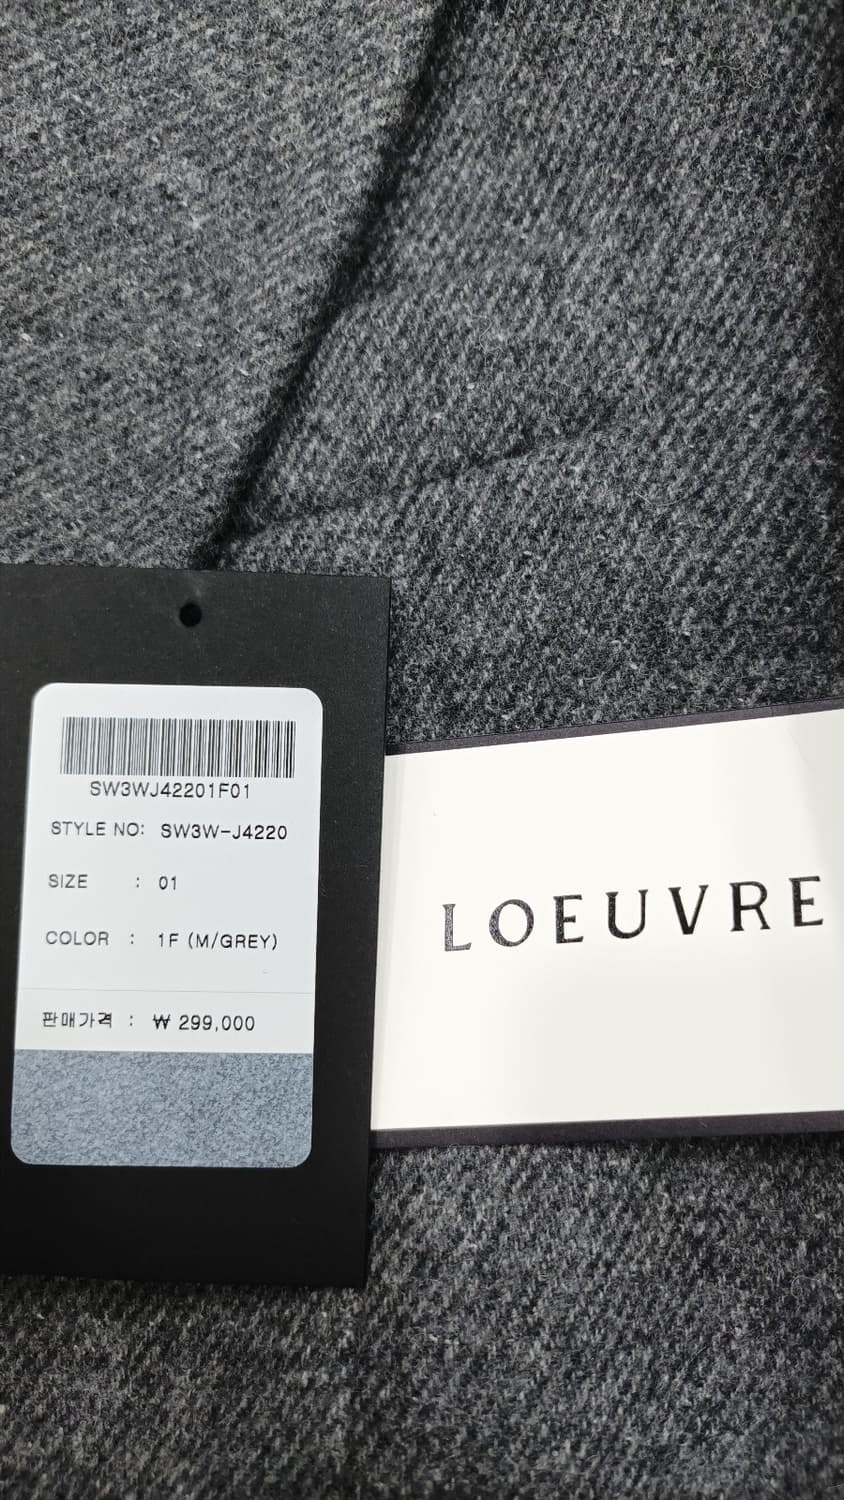 SW3WJ42201F01
STYLE NO: SW3W-J4220
SIZE : 01
COLOR : 1F (M/GREY)
판매가격 : ₩ 299,000
LOEUVRE